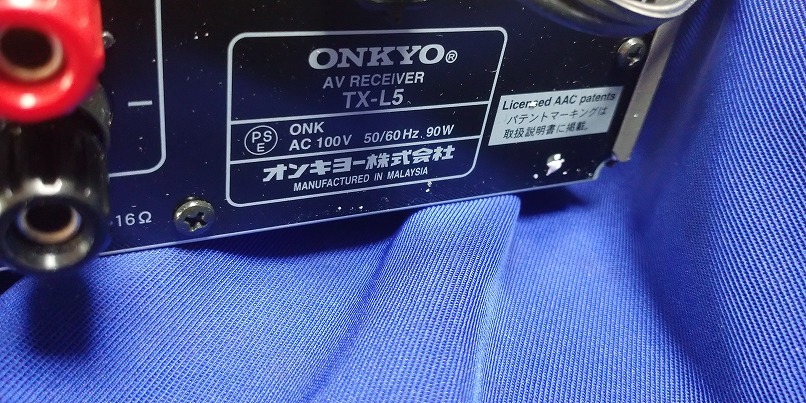 ONKYO®
AV RECEIVER
TX-L5
PS
E
ONK
AC 100V 50/60 Hz 90W
オンキヨー株式会社
MANUFACTURED IN MALAYSIA
Licensed AAC patents
パテントマーキングは
取扱説明書に掲載。
16Ω